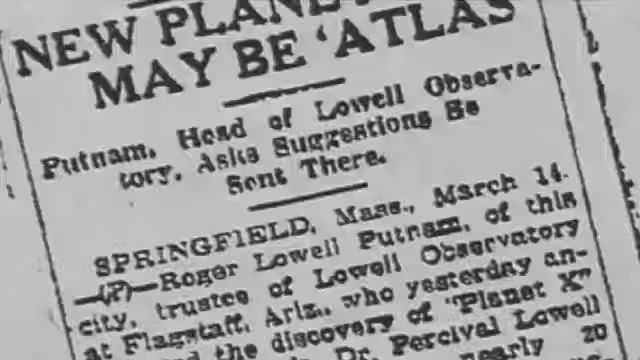 NEW PLANET
MAY BE 'ATLAS
Putnam, Head of Lowell Observa-
tory, Asks Suggestions Be
Sent There.
SPRINGFIELD, Mass., March 14.
—(P)—Roger Lowell Putnam, of this
city, trustee of Lowell Observatory
at Flagstaff, Ariz., who yesterday an-
the discovery of "Planet X"
Dr. Percival Lowell
nearly 20